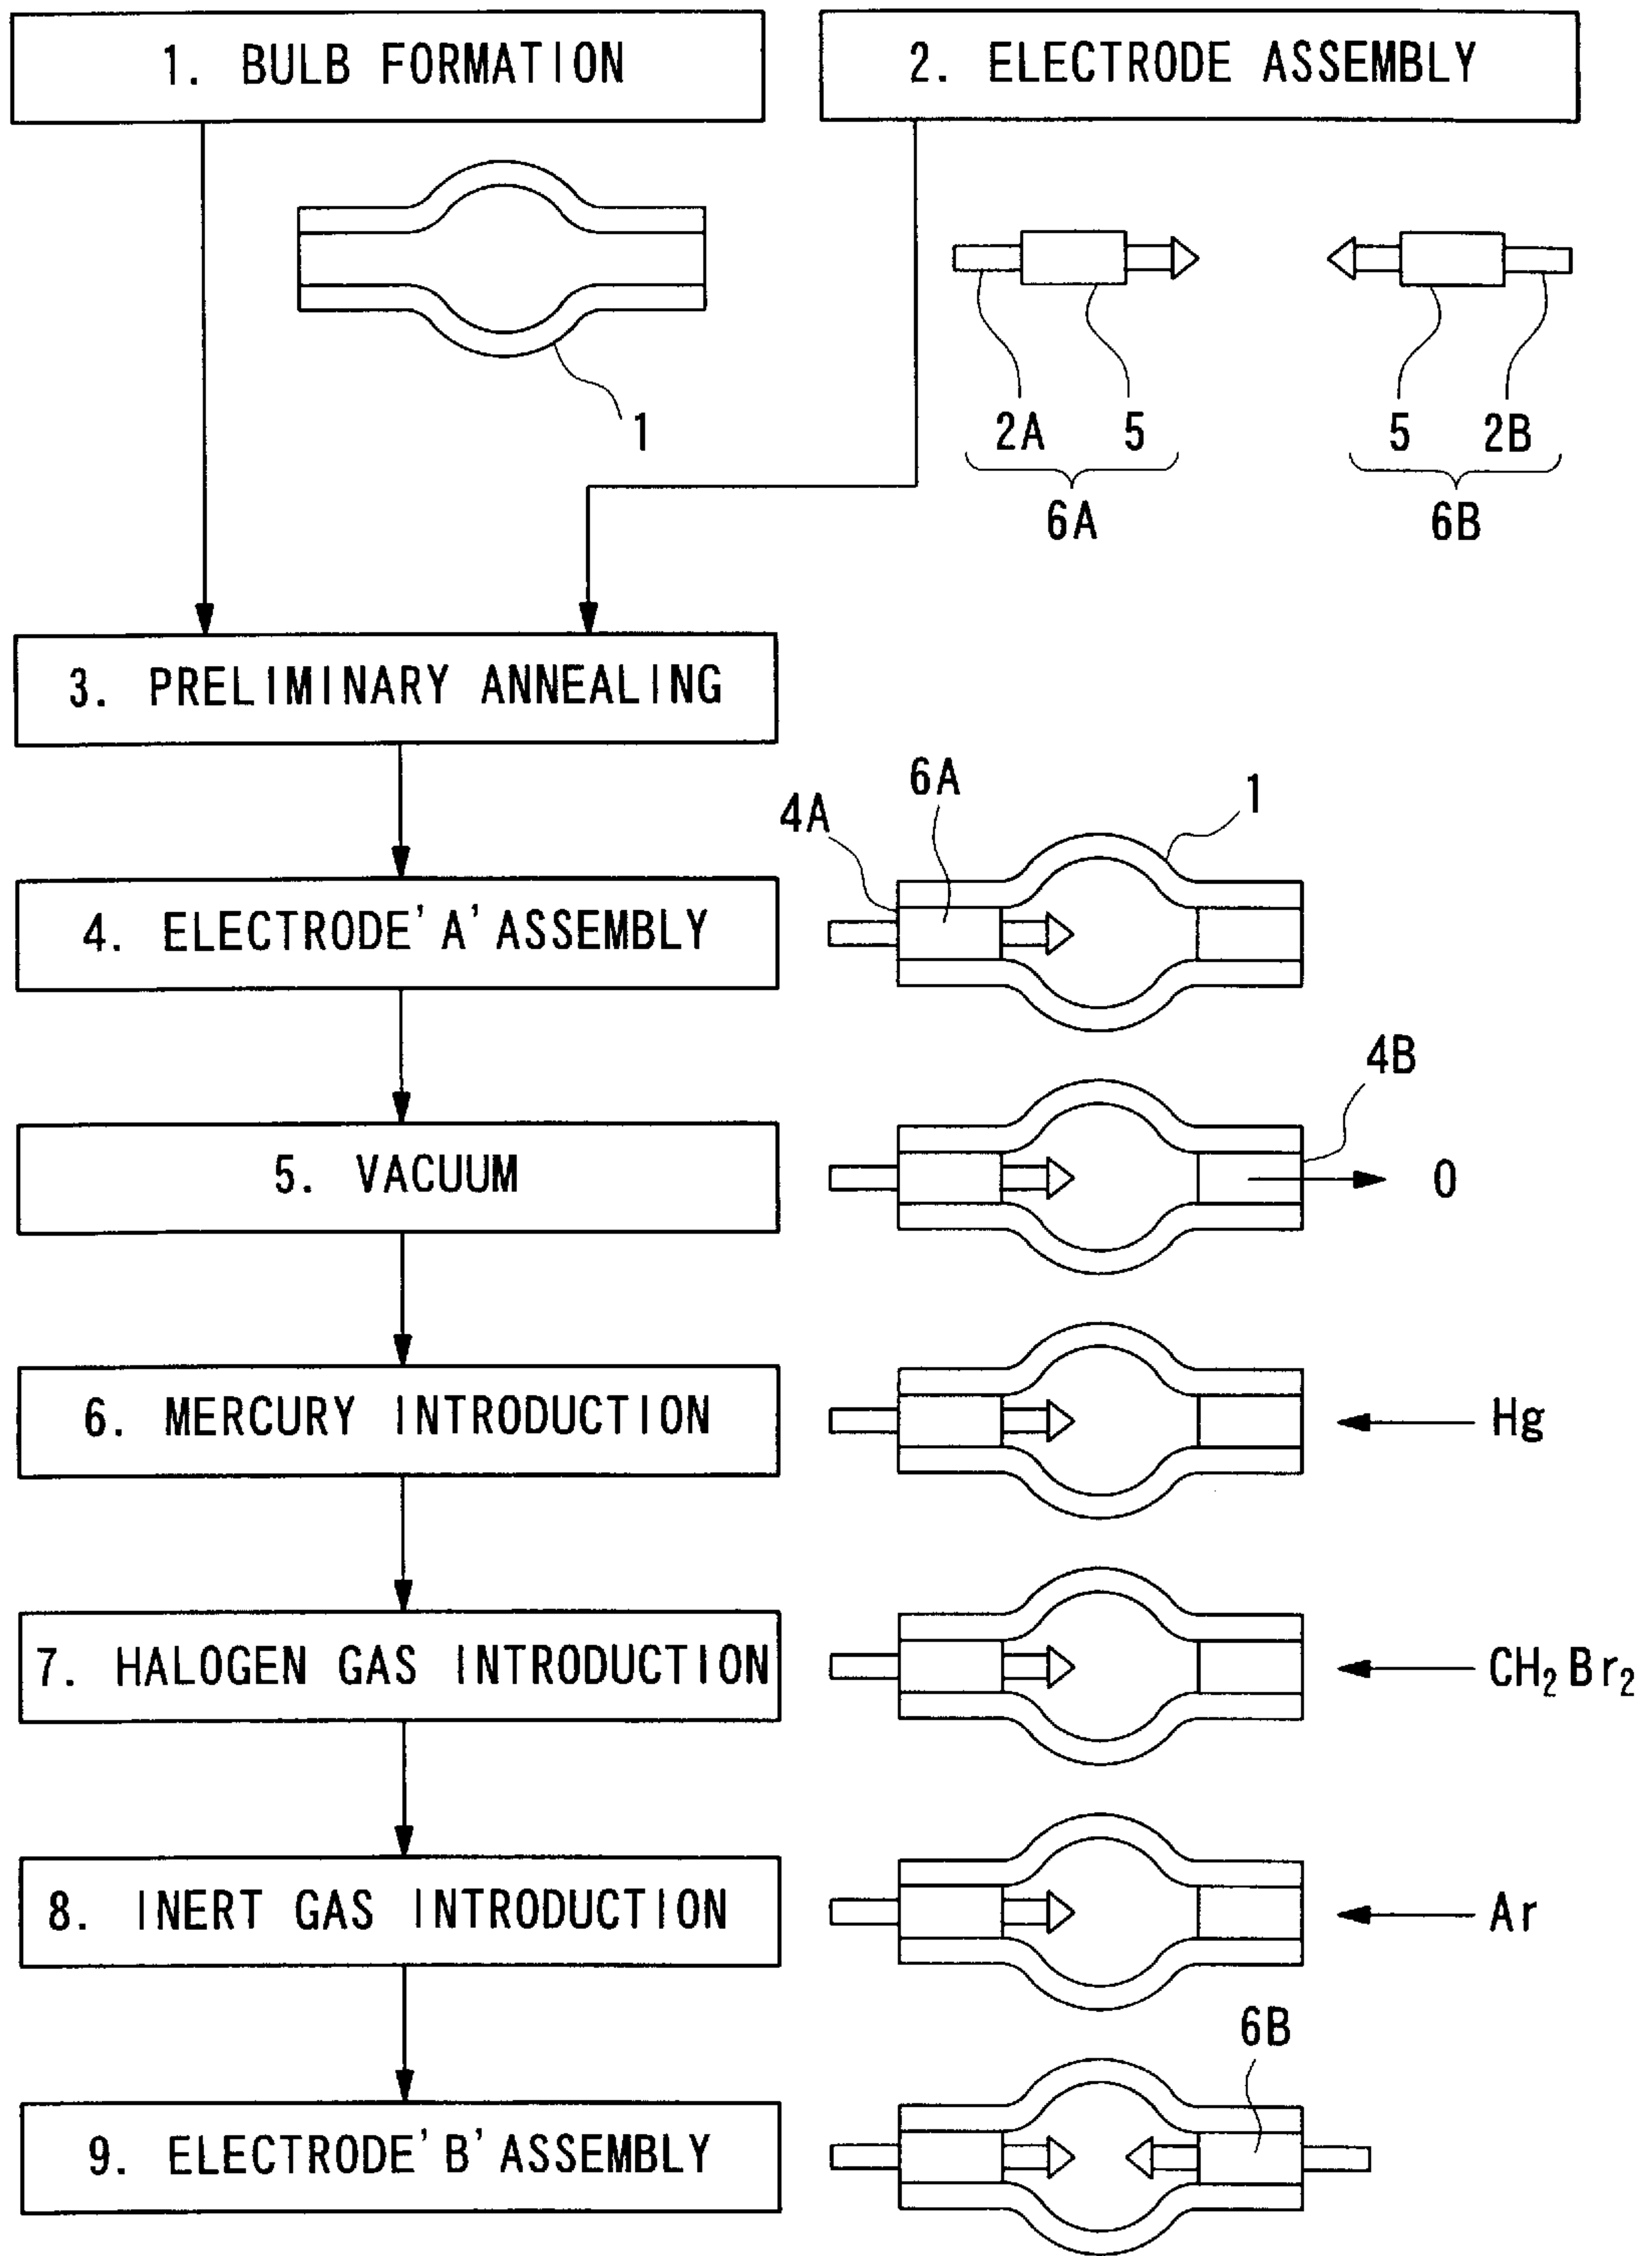 1. BULB FORMATION
2. ELECTRODE ASSEMBLY
1
2A 5 5 2B
6A 6B
3. PRELIMINARY ANNEALING
4A 6A 1
4. ELECTRODE'A'ASSEMBLY
4B
5. VACUUM
0
6. MERCURY INTRODUCTION
Hg
7. HALOGEN GAS INTRODUCTION
CH₂Br₂
8. INERT GAS INTRODUCTION
Ar
6B
9. ELECTRODE'B'ASSEMBLY